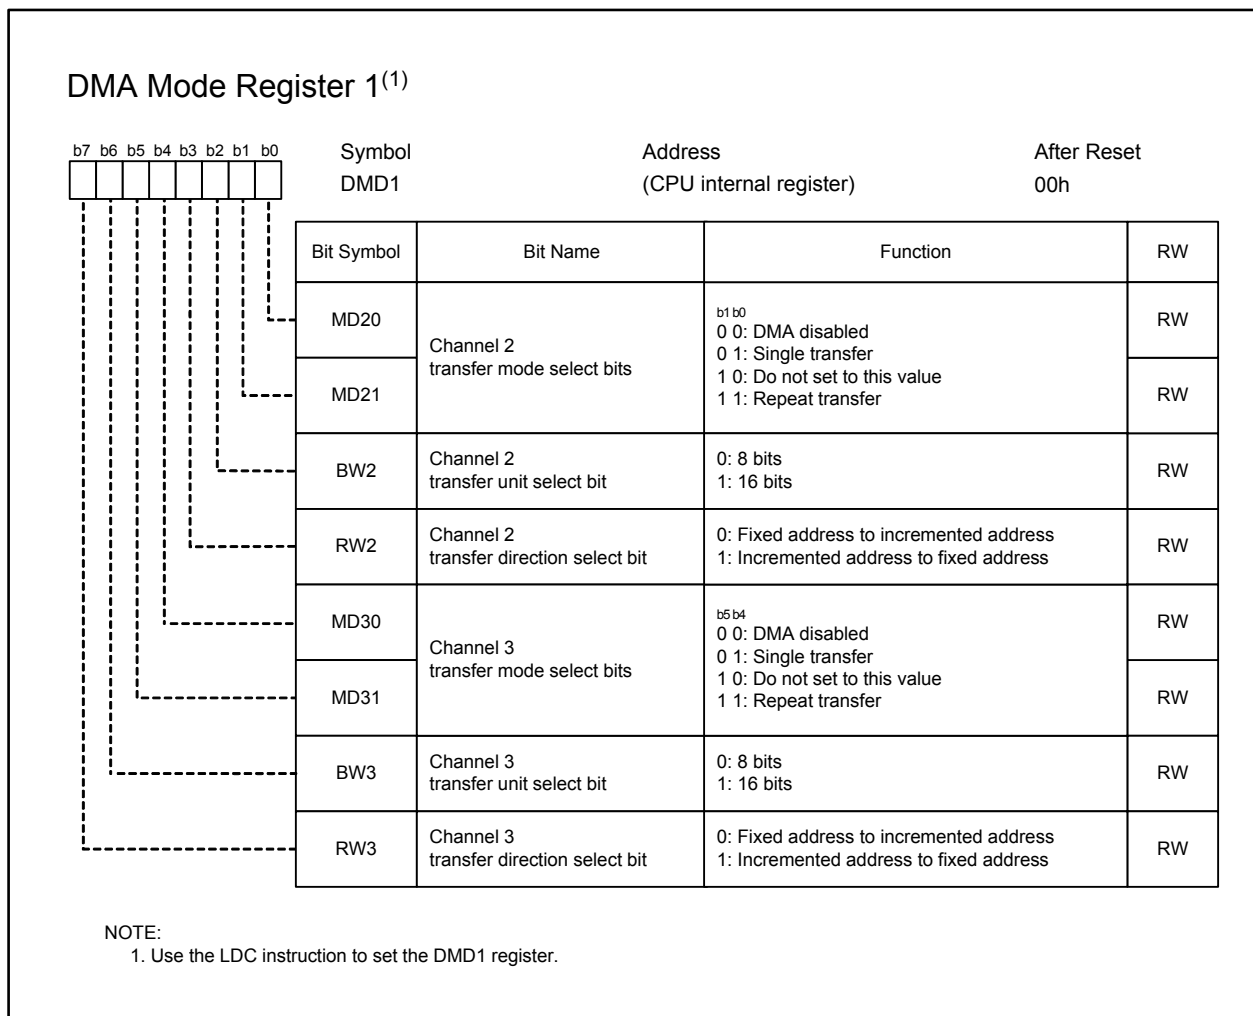 DMA Mode Register 1(1)
b7 b6 b5 b4 b3 b2 b1 b0
Symbol Address After Reset
DMD1 (CPU internal register) 00h
Bit Symbol Bit Name Function RW
MD20
MD21
Channel 2
transfer mode select bits
b1 b0
0 0: DMA disabled
0 1: Single transfer
1 0: Do not set to this value
1 1: Repeat transfer
RW
RW
BW2
Channel 2
transfer unit select bit
0: 8 bits
1: 16 bits
RW
RW2
Channel 2
transfer direction select bit
0: Fixed address to incremented address
1: Incremented address to fixed address
RW
MD30
MD31
Channel 3
transfer mode select bits
b5 b4
0 0: DMA disabled
0 1: Single transfer
1 0: Do not set to this value
1 1: Repeat transfer
RW
RW
BW3
Channel 3
transfer unit select bit
0: 8 bits
1: 16 bits
RW
RW3
Channel 3
transfer direction select bit
0: Fixed address to incremented address
1: Incremented address to fixed address
RW
NOTE:
1. Use the LDC instruction to set the DMD1 register.